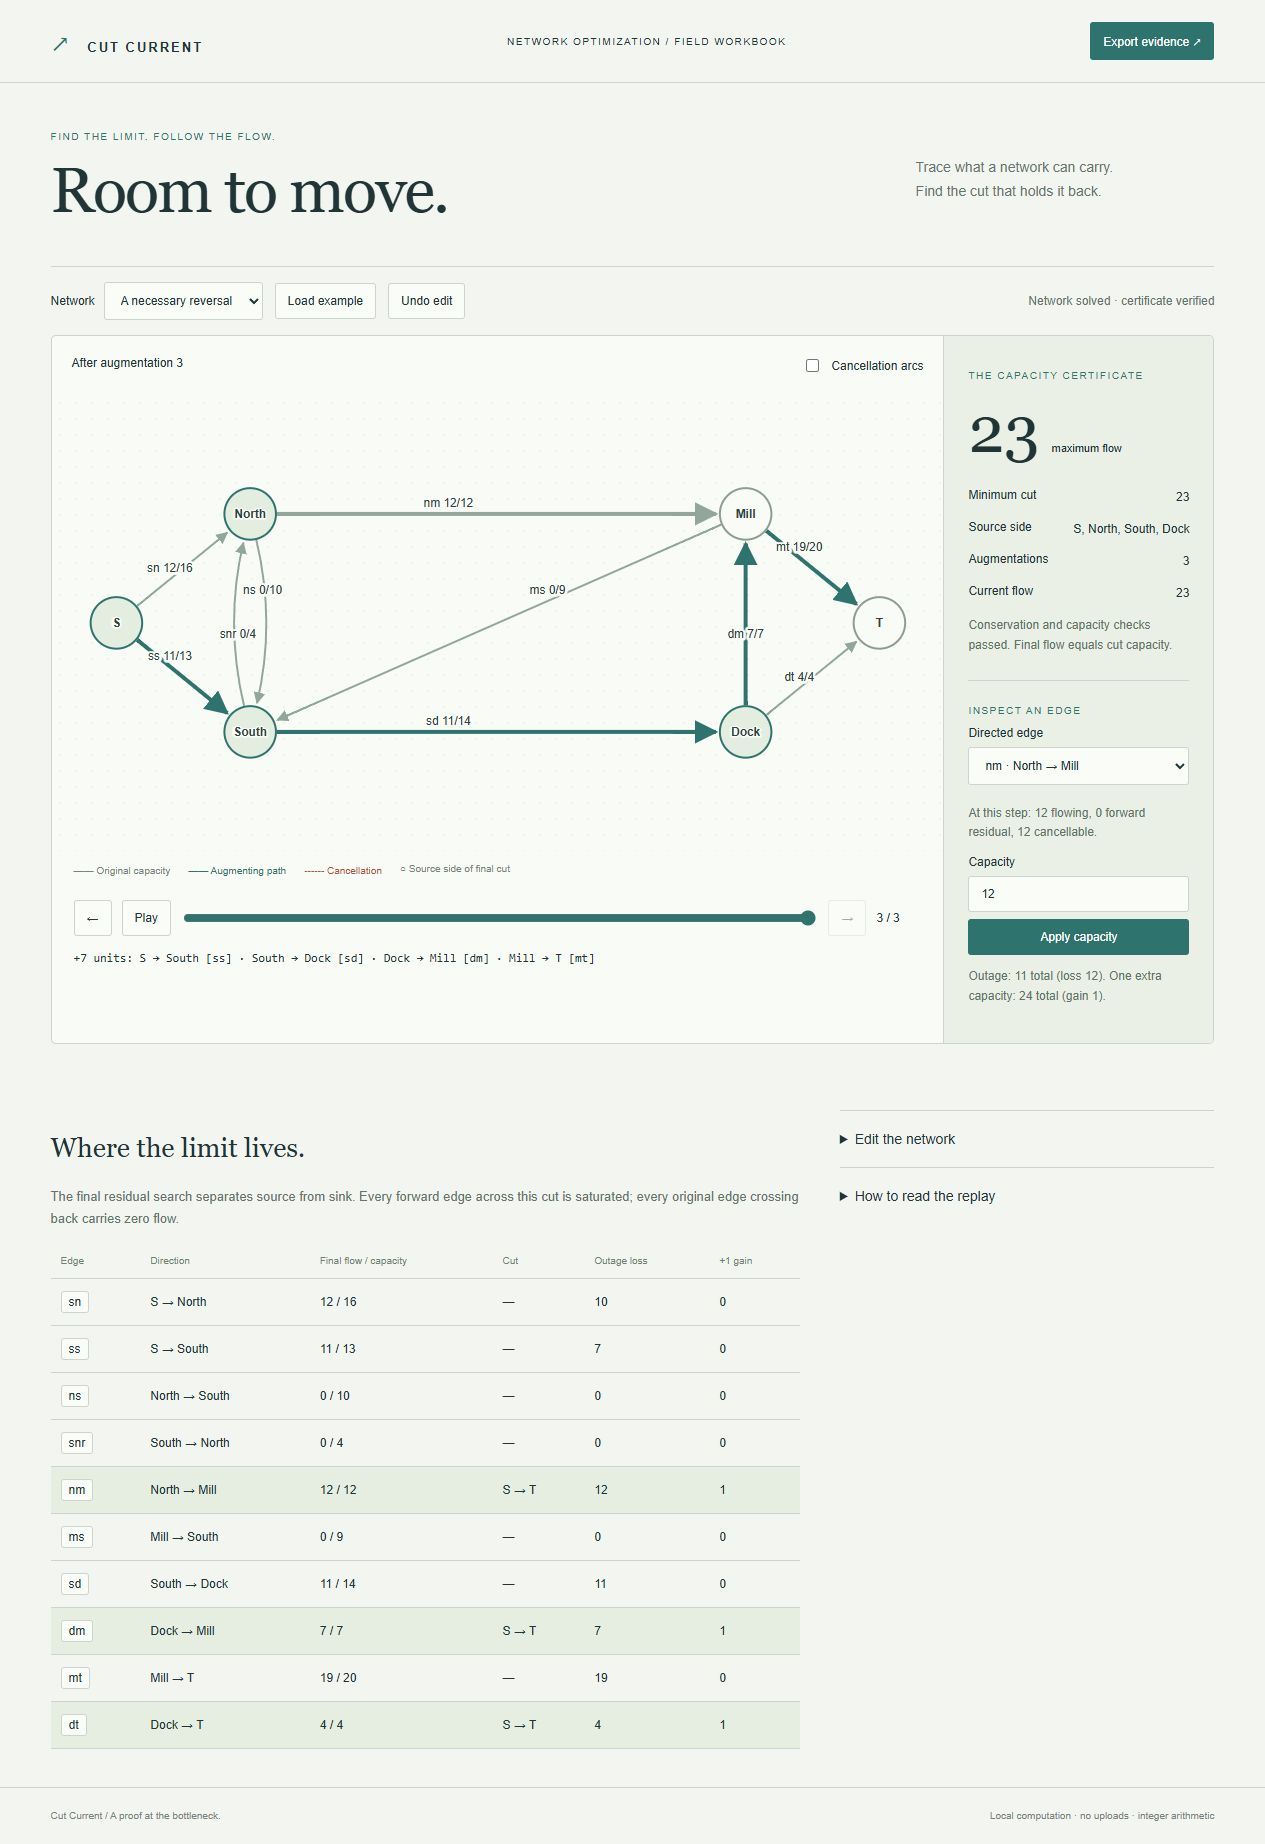 ↗ CUT CURRENT
NETWORK OPTIMIZATION / FIELD WORKBOOK
Export evidence ↗
FIND THE LIMIT. FOLLOW THE FLOW.
Room to move.
Trace what a network can carry.
Find the cut that holds it back.
Network
A necessary reversal
Load example
Undo edit
Network solved · certificate verified
After augmentation 3
Cancellation arcs
nm 12/12
North
Mill
mt 19/20
sn 12/16
ns 0/10
ms 0/9
S
T
snr 0/4
dm 7/7
ss 11/13
dt 4/4
sd 11/14
South
Dock
Original capacity
Augmenting path
Cancellation
○ Source side of final cut
←
Play
→
3 / 3
+7 units: S → South [ss] · South → Dock [sd] · Dock → Mill [dm] · Mill → T [mt]
THE CAPACITY CERTIFICATE
23 maximum flow
Minimum cut 23
Source side S, North, South, Dock
Augmentations 3
Current flow 23
Conservation and capacity checks
passed. Final flow equals cut capacity.
INSPECT AN EDGE
Directed edge
nm · North → Mill
At this step: 12 flowing, 0 forward
residual, 12 cancellable.
Capacity
12
Apply capacity
Outage: 11 total (loss 12). One extra
capacity: 24 total (gain 1).
Where the limit lives.
The final residual search separates source from sink. Every forward edge across this cut is saturated; every original edge crossing
back carries zero flow.
Edge Direction Final flow / capacity Cut Outage loss +1 gain
sn S → North 12 / 16 — 10 0
ss S → South 11 / 13 — 7 0
ns North → South 0 / 10 — 0 0
snr South → North 0 / 4 — 0 0
nm North → Mill 12 / 12 S → T 12 1
ms Mill → South 0 / 9 — 0 0
sd South → Dock 11 / 14 — 11 0
dm Dock → Mill 7 / 7 S → T 7 1
mt Mill → T 19 / 20 — 19 0
dt Dock → T 4 / 4 S → T 4 1
▶ Edit the network
▶ How to read the replay
Cut Current / A proof at the bottleneck.
Local computation · no uploads · integer arithmetic